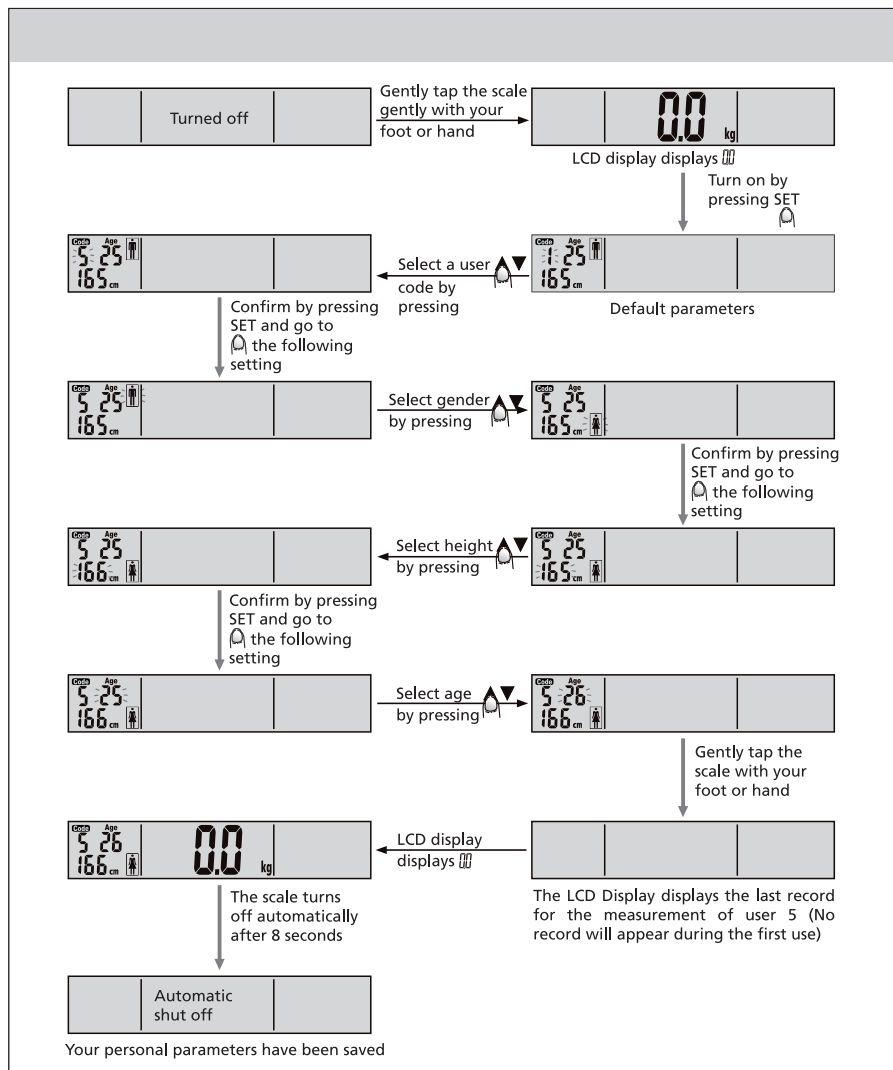 Turned off
Gently tap the scale
gently with your
foot or hand
0.0 kg
LCD display displays 0.0
Turn on by
pressing SET
Code Age
5 25
165 cm
Select a user
code by
pressing
Code Age
1 25
165 cm
Default parameters
Confirm by pressing
SET and go to
the following
setting
Code Age
5 25
165 cm
Select gender
by pressing
Code Age
5 25
165 cm
Confirm by pressing
SET and go to
the following
setting
Code Age
5 25
166 cm
Select height
by pressing
Code Age
5 25
165 cm
Confirm by pressing
SET and go to
the following
setting
Code Age
5 25
166 cm
Select age
by pressing
Code Age
5 26
166 cm
Gently tap the
scale with your
foot or hand
Code Age
5 26
166 cm
0.0 kg
LCD display
displays 0.0
The LCD Display displays the last record
for the measurement of user 5 (No
record will appear during the first use)
The scale turns
off automatically
after 8 seconds
Automatic
shut off
Your personal parameters have been saved